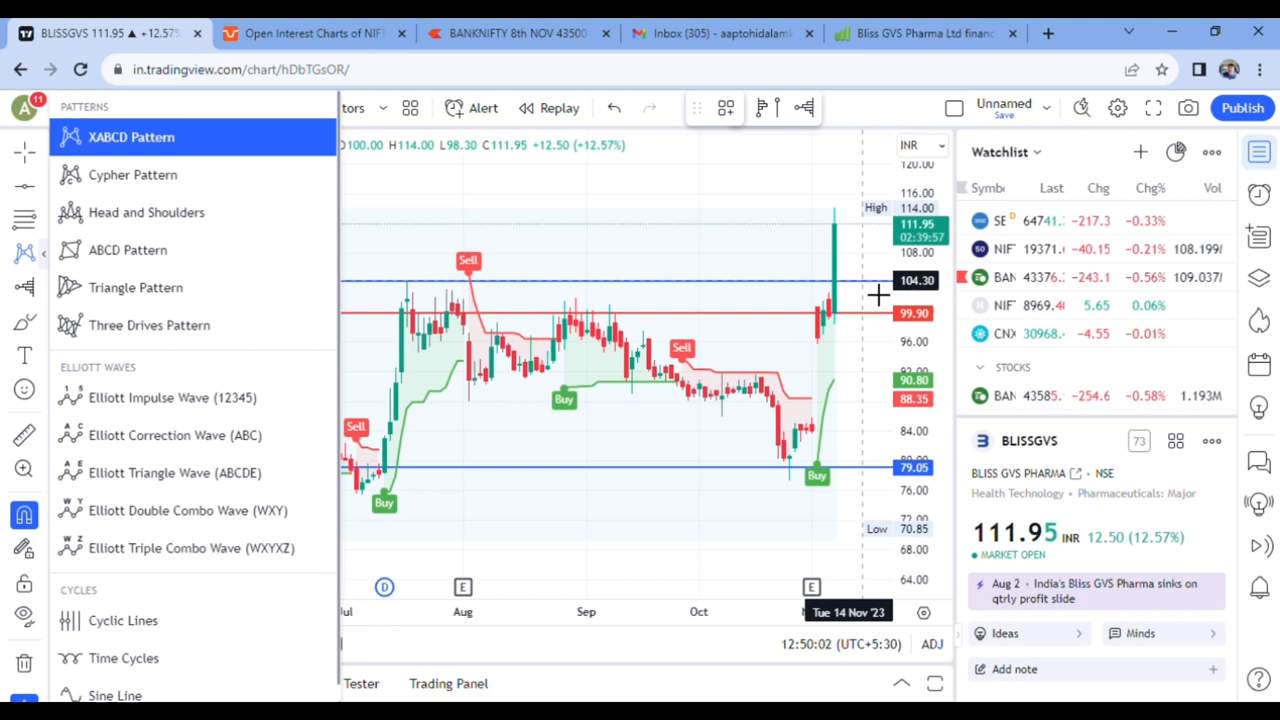 BLISSGVS 111.95 ▲ +12.57%
Open Interest Charts of NIF
BANKNIFTY 8th NOV 43500
Inbox (305) - aaptohidalam
Bliss GVS Pharma Ltd financ
in.tradingview.com/chart/hDbTGsOR/
A
11
PATTERNS
tors
Alert
Replay
Unnamed
Save
Publish
XABCD Pattern
Cypher Pattern
Head and Shoulders
ABCD Pattern
Triangle Pattern
Three Drives Pattern
ELLIOTT WAVES
Elliott Impulse Wave (12345)
Elliott Correction Wave (ABC)
Elliott Triangle Wave (ABCDE)
Elliott Double Combo Wave (WXY)
Elliott Triple Combo Wave (WXYXZ)
CYCLES
Cyclic Lines
Time Cycles
Sine Line
O100.00 H114.00 L98.30 C111.95 +12.50 (+12.57%)
INR
120.00
116.00
High 114.00
111.95
02:39:57
108.00
104.30
99.90
96.00
92.00
90.80
88.35
84.00
80.00
79.05
76.00
72.00
Low 70.85
68.00
64.00
Sell
Sell
Sell
Buy
Buy
Buy
D
E
E
Jul
Aug
Sep
Oct
Tue 14 Nov '23
12:50:02 (UTC+5:30)
ADJ
Tester
Trading Panel
Watchlist
Symb Last Chg Chg% Vol
SE D 64741. −217.3 −0.33%
NIF 19371.6 −40.15 −0.21% 108.199M
BAN 43376. −243.1 −0.56% 109.037M
NIF 8969.40 5.65 0.06%
CNX 30968. −4.55 −0.01%
STOCKS
BAN 43585. −254.6 −0.58% 1.193M
BLISSGVS
73
BLISS GVS PHARMA • NSE
Health Technology • Pharmaceuticals: Major
111.95 INR 12.50 (12.57%)
MARKET OPEN
Aug 2 • India's Bliss GVS Pharma sinks on
qtrly profit slide
Ideas
Minds
Add note